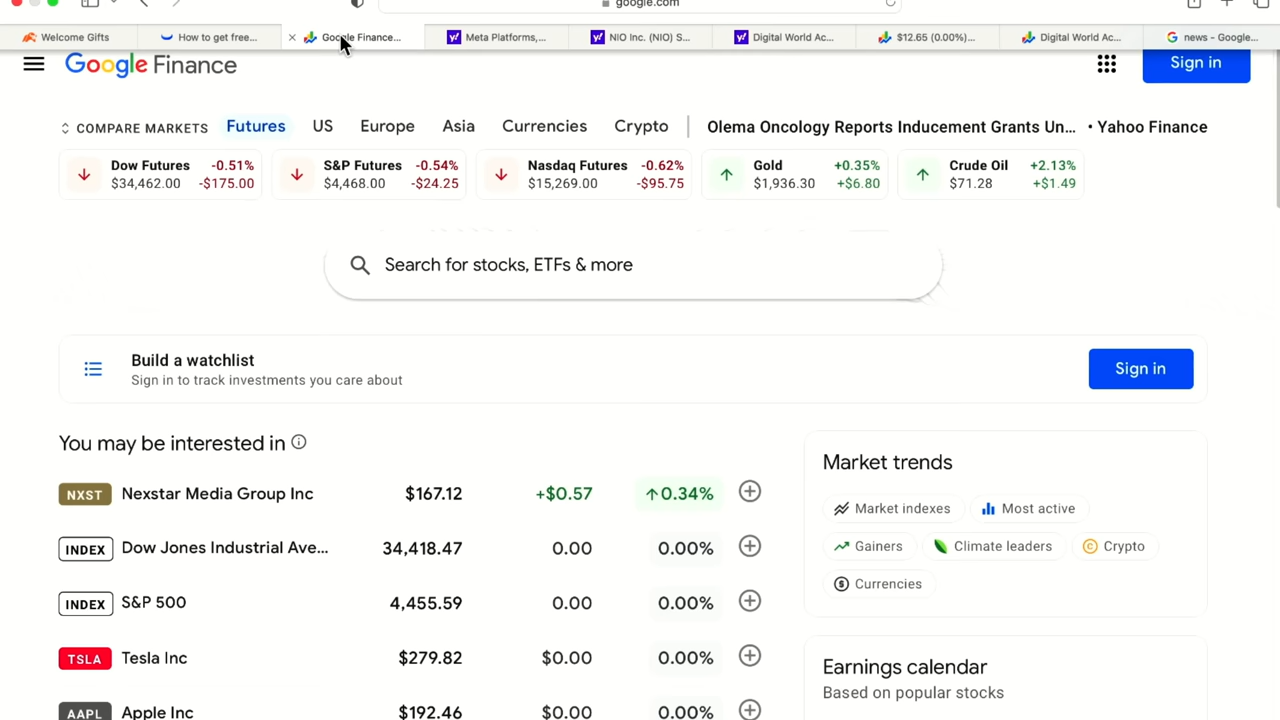 google.com
Welcome Gifts
How to get free...
Google Finance...
Meta Platforms,...
NIO Inc. (NIO) S...
Digital World Ac...
$12.65 (0.00%)...
Digital World Ac...
news - Google...
Google Finance
Sign in
COMPARE MARKETS Futures US Europe Asia Currencies Crypto Olema Oncology Reports Inducement Grants Un... • Yahoo Finance
Dow Futures -0.51%
$34,462.00 -$175.00
S&P Futures -0.54%
$4,468.00 -$24.25
Nasdaq Futures -0.62%
$15,269.00 -$95.75
Gold +0.35%
$1,936.30 +$6.80
Crude Oil +2.13%
$71.28 +$1.49
Search for stocks, ETFs & more
Build a watchlist
Sign in to track investments you care about
Sign in
You may be interested in
NXST Nexstar Media Group Inc $167.12 +$0.57 ↑0.34%
INDEX Dow Jones Industrial Ave... 34,418.47 0.00 0.00%
INDEX S&P 500 4,455.59 0.00 0.00%
TSLA Tesla Inc $279.82 $0.00 0.00%
AAPL Apple Inc $192.46 $0.00 0.00%
Market trends
Market indexes
Most active
Gainers
Climate leaders
Crypto
Currencies
Earnings calendar
Based on popular stocks